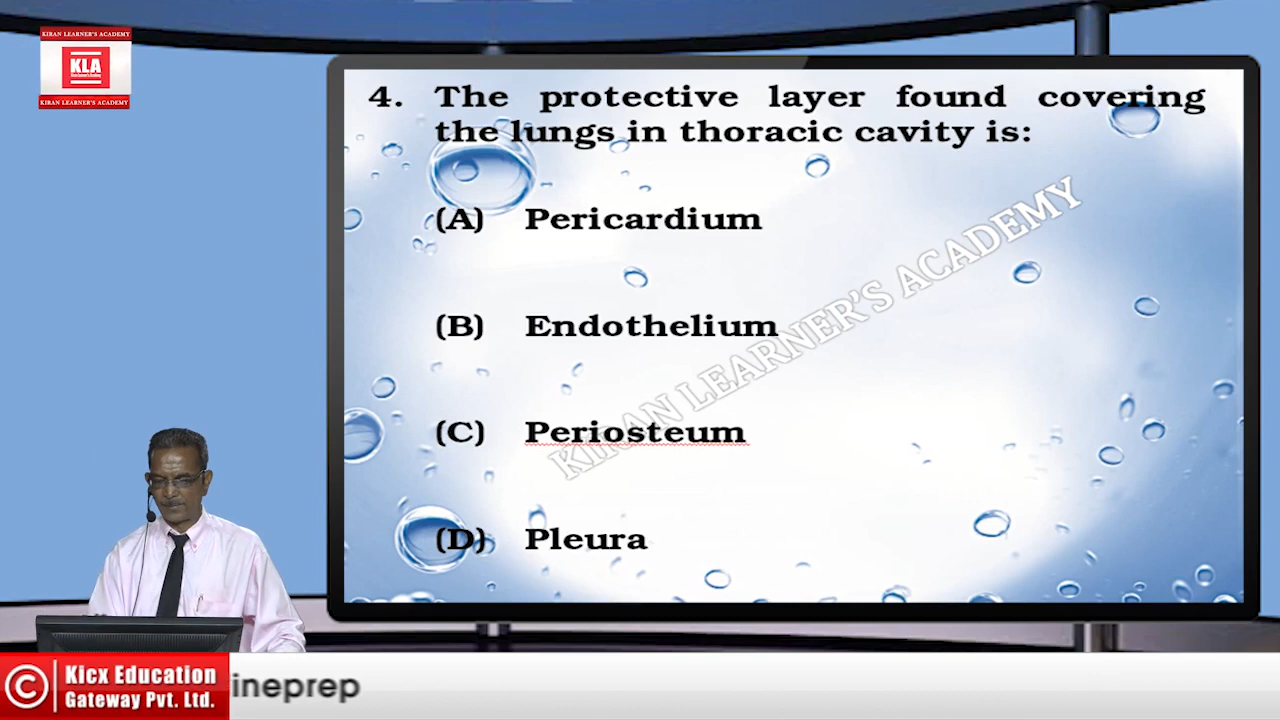 KIRAN LEARNER'S ACADEMY
KLA
KIRAN LEARNER'S ACADEMY
4. The protective layer found covering
the lungs in thoracic cavity is:
(A) Pericardium
(B) Endothelium
(C) Periosteum
(D) Pleura
KIRAN LEARNER'S ACADEMY
© Kicx Education
Gateway Pvt. Ltd.
ineprep